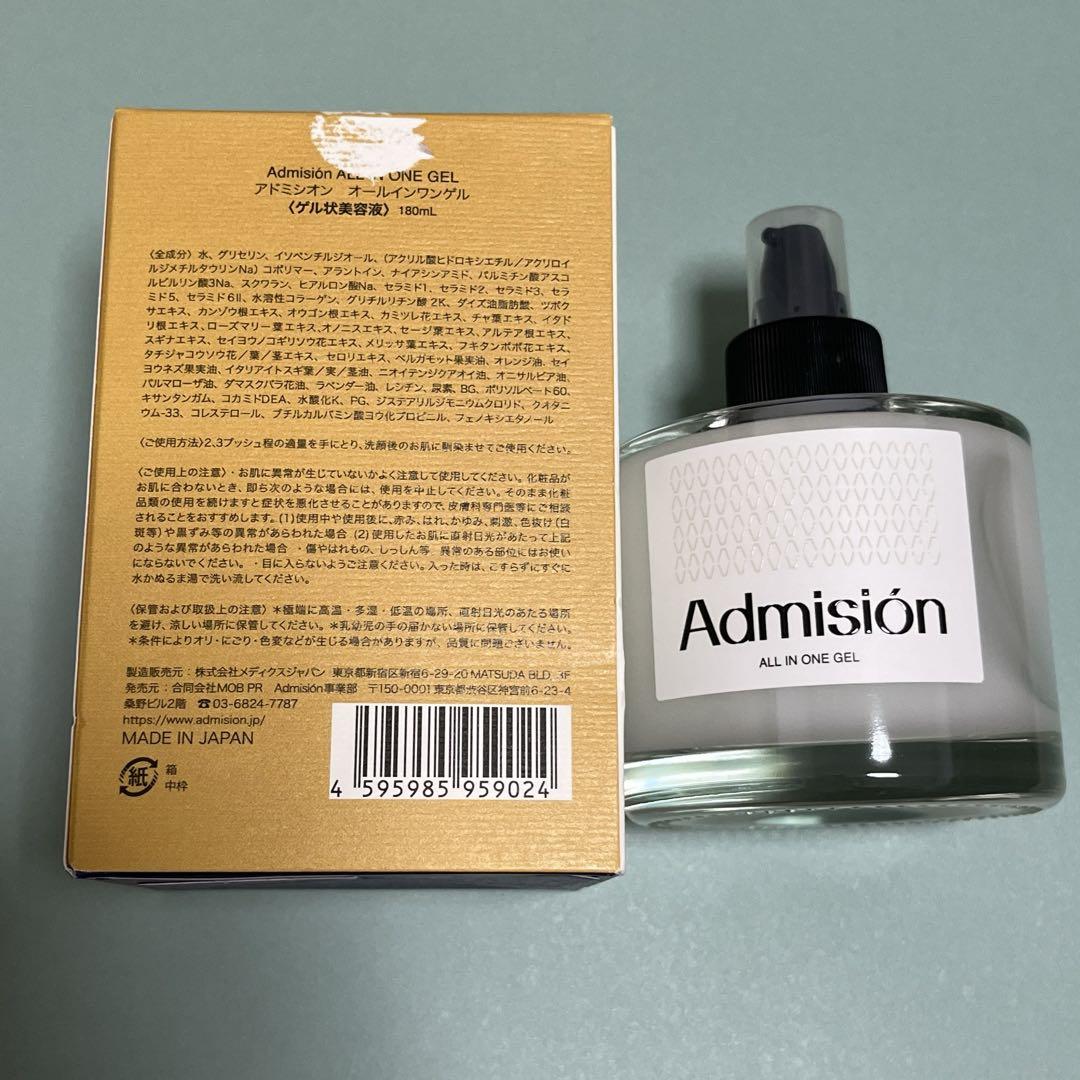 Admisión ALL IN ONE GEL
アドミシオン オールインワンゲル
〈ゲル状美容液〉 180mL
〈全成分〉水、グリセリン、イソペンチルジオール、(アクリル酸ヒドロキシエチル/アクリロイ
ルジメチルタウリンNa)コポリマー、アラントイン、ナイアシンアミド、パルミチン酸アスコ
ルビルリン酸3Na、スクワラン、ヒアルロン酸Na、セラミド1、セラミド2、セラミド3、セラ
ミド5、セラミド6Ⅱ、水溶性コラーゲン、グリチルリチン酸2K、ダイズ油脂肪酸、ツボク
サエキス、カンゾウ根エキス、オウゴン根エキス、カミツレ花エキス、チャ葉エキス、イタド
リ根エキス、ローズマリー葉エキス、オノニスエキス、セージ葉エキス、アルテア根エキス、
スギナエキス、セイヨウノコギリソウ花エキス、メリッサ葉エキス、フキタンポポ花エキス、
タチジャコウソウ花/葉/茎エキス、セロリエキス、ベルガモット果実油、オレンジ油、セイ
ヨウネズ果実油、イタリアイトスギ葉/実/茎油、ニオイテンジクアオイ油、オニサルビア油、
パルマローザ油、ダマスクバラ花油、ラベンダー油、レシチン、尿素、BG、ポリソルベート60、
キサンタンガム、コカミドDEA、水酸化K、PG、ジステアリルジモニウムクロリド、クオタニ
ウム-33、コレステロール、ブチルカルバミン酸ヨウ化プロピニル、フェノキシエタノール
〈ご使用方法〉2、3プッシュ程の適量を手にとり、洗顔後のお肌に馴染ませてご使用ください。
〈ご使用上の注意〉・お肌に異常が生じていないかよく注意して使用してください。化粧品が
お肌に合わないとき、即ち次のような場合には、使用を中止してください。そのまま化粧
品類の使用を続けますと症状を悪化させることがありますので、皮膚科専門医等にご相談
されることをおすすめします。(1)使用中や使用後に、赤み、はれ、かゆみ、刺激、色抜け(白
斑等)や黒ずみ等の異常があらわれた場合 (2)使用したお肌に直射日光があたって上記
のような異常があらわれた場合 ・傷やはれもの、しっしん等、異常のある部位にはお使い
にならないでください。 ・目に入らないようご注意ください。入った時は、こすらずにすぐに
水かぬるま湯で洗い流してください。
〈保管および取扱上の注意〉*極端に高温・多湿・低温の場所、直射日光のあたる場所
を避け、涼しい場所に保管してください。*乳幼児の手の届かない場所に保管してください。
*条件によりオリ・にごり・色変などが生じる場合がありますが、品質に問題ございません。
製造販売元:株式会社メディクスジャパン 東京都新宿区新宿6-29-20 MATSUDA BLD, 3F
発売元:合同会社MOB PR Admisión事業部 〒150-0001 東京都渋谷区神宮前6-23-4
桑野ビル2階 ☎03-6824-7787
https://www.admision.jp/
MADE IN JAPAN
紙
箱
中枠
4 595985 959024
Admisión
ALL IN ONE GEL